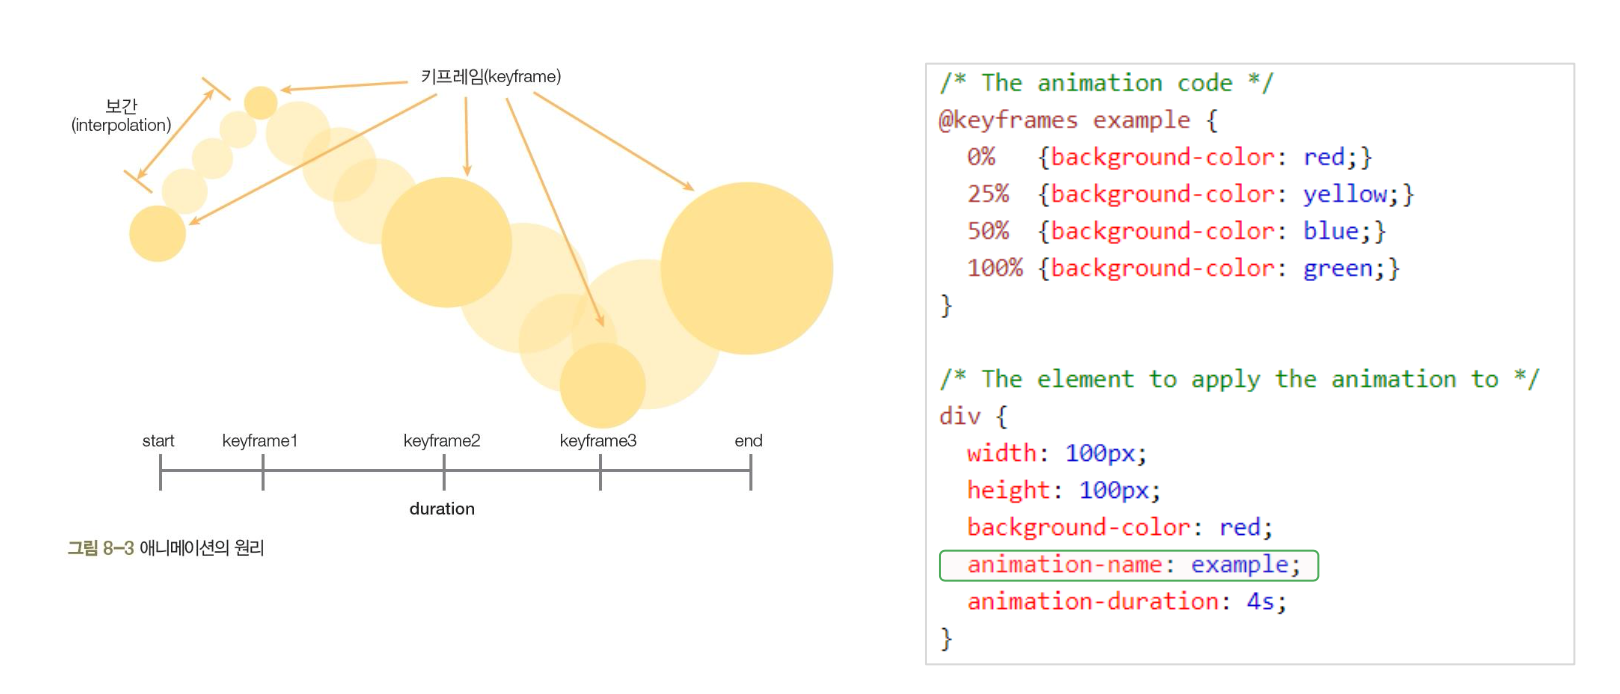 키프레임(keyframe)
보간
(interpolation)
start keyframe1 keyframe2 keyframe3 end
duration
그림 8-3 애니메이션의 원리
/* The animation code */
@keyframes example {
  0%   {background-color: red;}
  25%  {background-color: yellow;}
  50%  {background-color: blue;}
  100% {background-color: green;}
}
/* The element to apply the animation to */
div {
  width: 100px;
  height: 100px;
  background-color: red;
  animation-name: example;
  animation-duration: 4s;
}